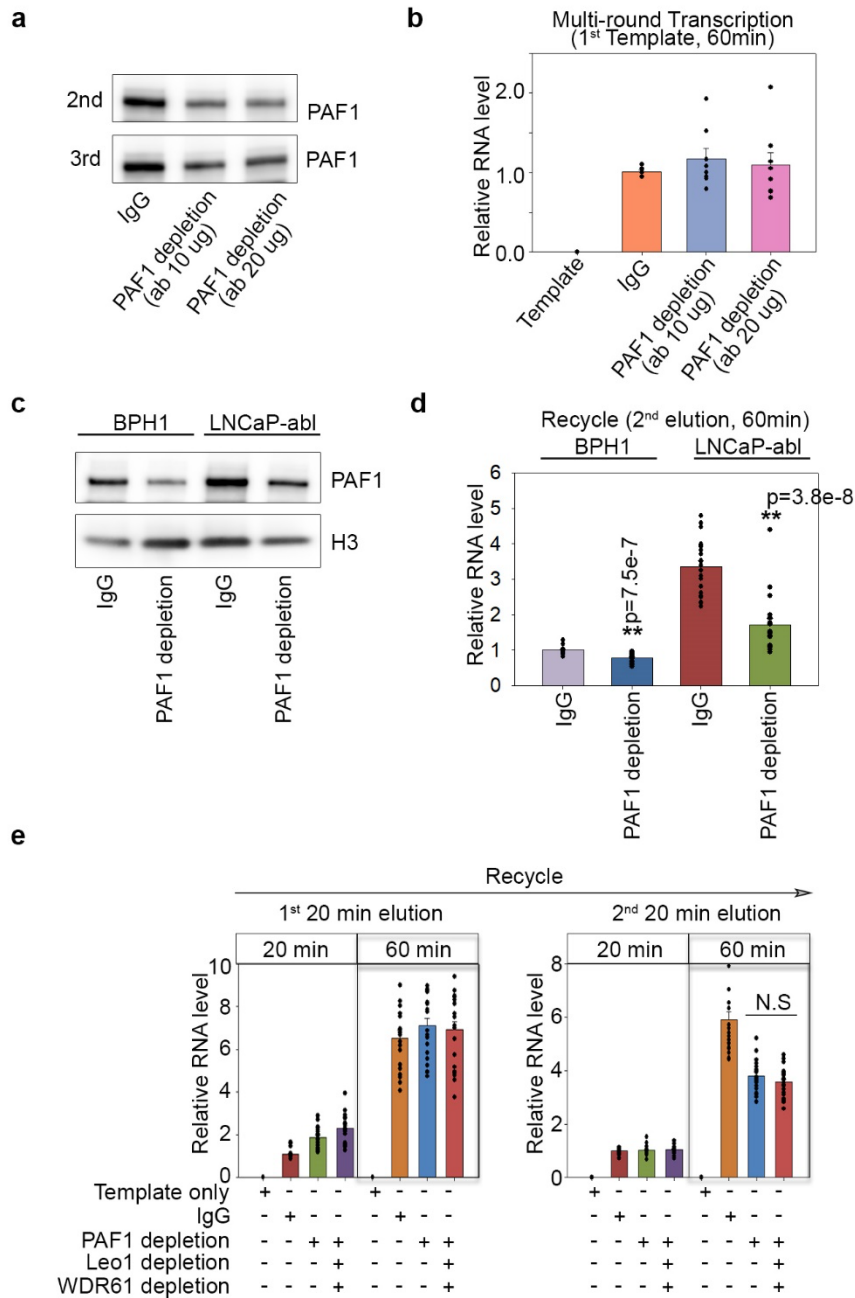 a
2nd
PAF1
3rd
PAF1
IgG
PAF1 depletion
(ab 10 ug)
PAF1 depletion
(ab 20 ug)
b
Multi-round Transcription
(1st Template, 60min)
Relative RNA level
2.0
1.0
0.0
Template
IgG
PAF1 depletion
(ab 10 ug)
PAF1 depletion
(ab 20 ug)
c
BPH1
LNCaP-abl
PAF1
H3
IgG
PAF1 depletion
IgG
PAF1 depletion
d
Recycle (2nd elution, 60min)
BPH1
LNCaP-abl
Relative RNA level
6
5
4
3
2
1
0
**p=7.5e-7
p=3.8e-8
**
IgG
PAF1 depletion
IgG
PAF1 depletion
e
Recycle
1st 20 min elution
20 min
60 min
Relative RNA level
10
8
6
4
2
0
2nd 20 min elution
20 min
60 min
Relative RNA level
8
6
4
2
0
N.S
Template only + - - - + - - - + - - - + - - -
IgG - + - - - + - - - + - - - + - -
PAF1 depletion - - + + - - + + - - + + - - + +
Leo1 depletion - - - + - - - + - - - + - - - +
WDR61 depletion - - - + - - - + - - - + - - - +